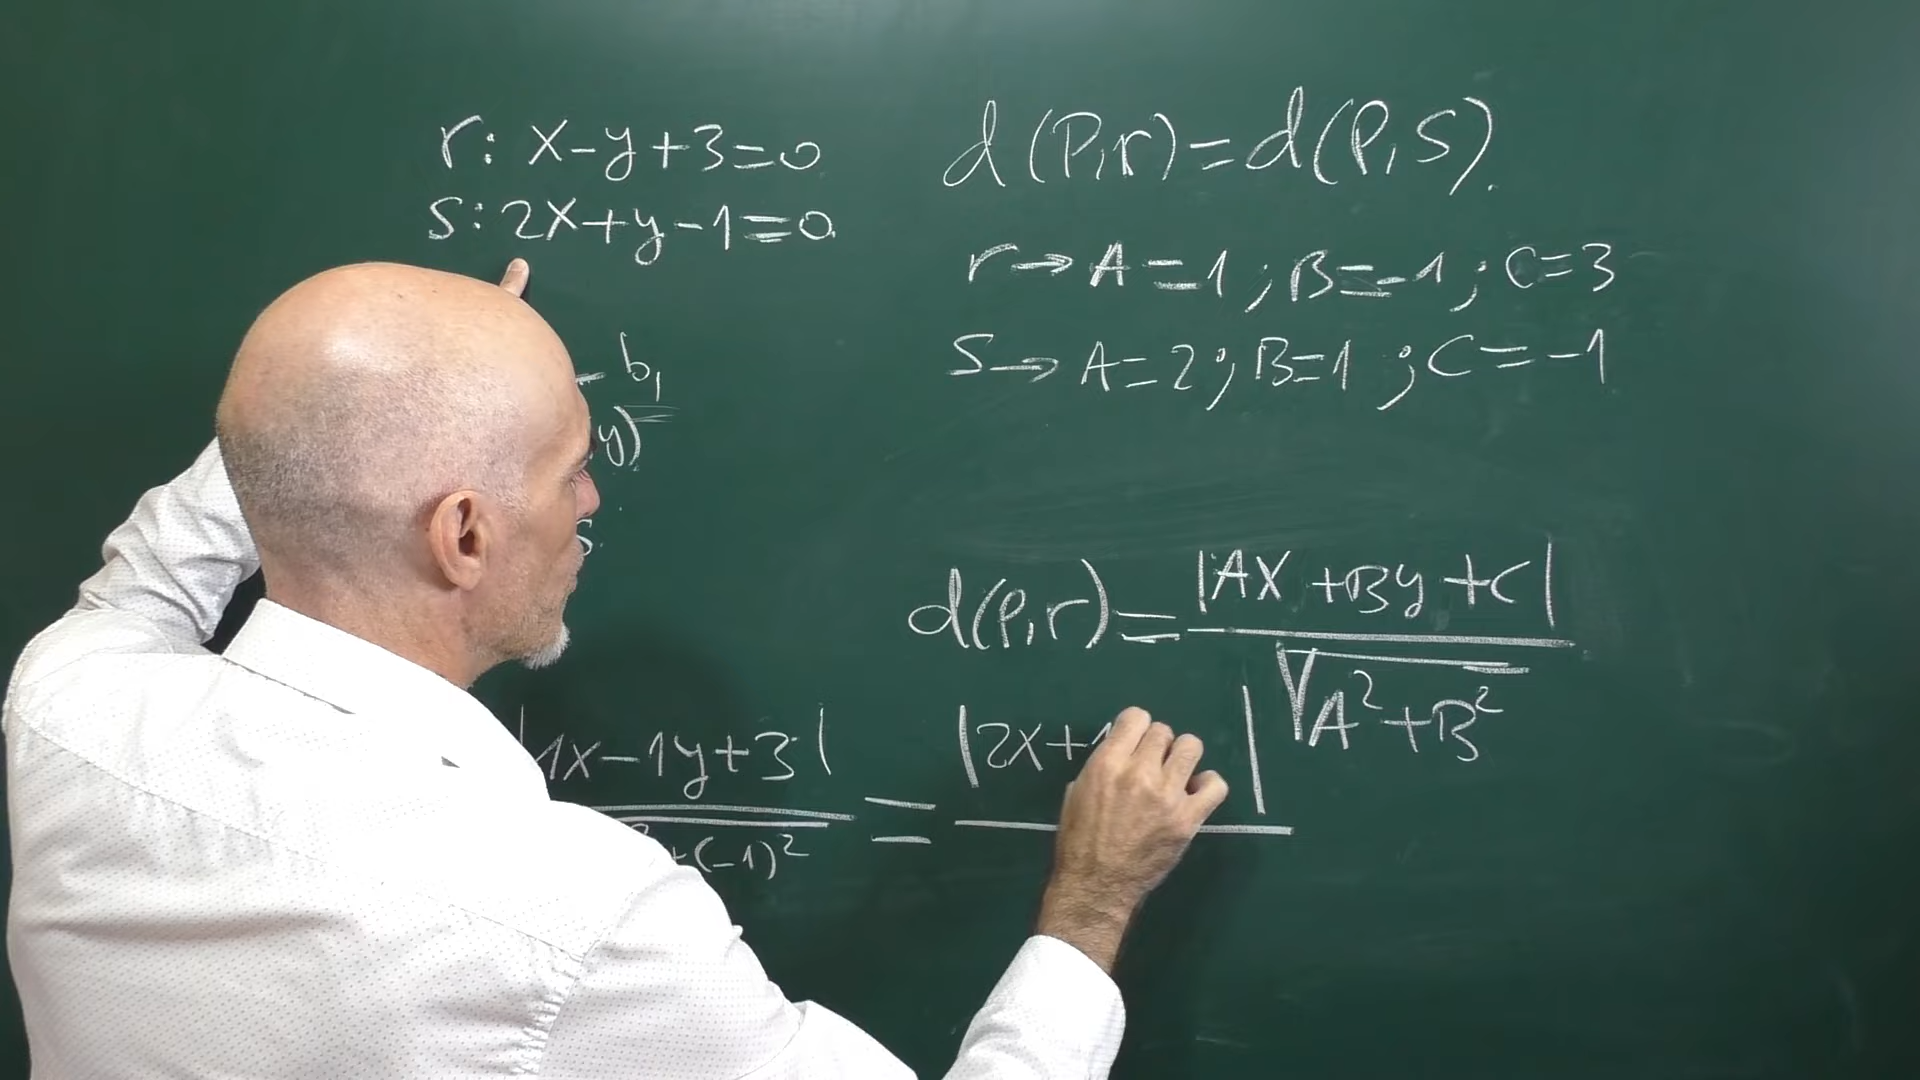 r: x-y+3=0
s: 2x+y-1=0
d(P,r)=d(P,s).
r→A=1;B=-1;C=3
s→A=2;B=1;C=-1
b₁
y)
s.
d(P,r)=|Ax+By+C|
√A²+B²
|1x-1y+3| = |2x+1 |
+(-1)²